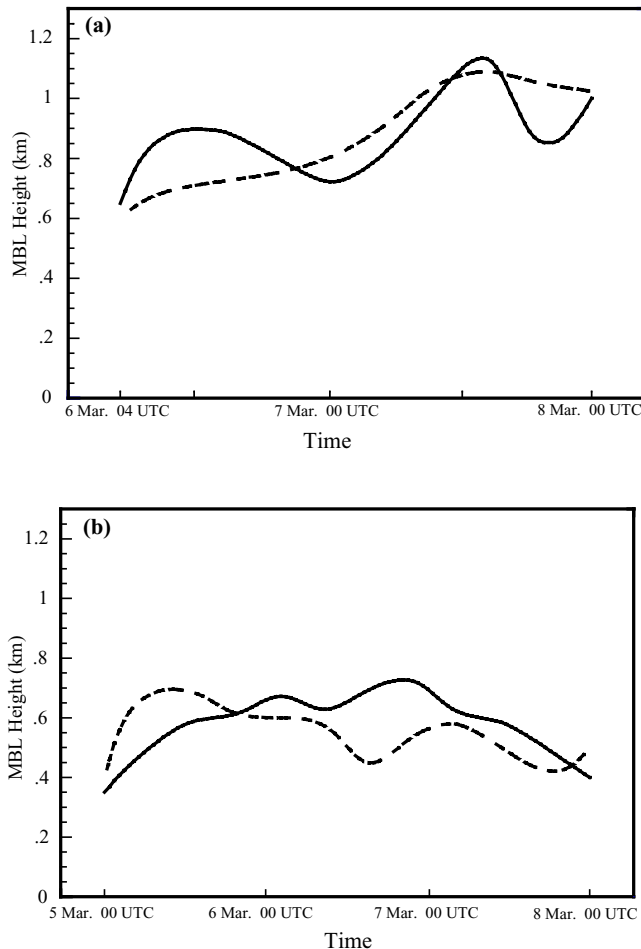 (a)
1.2
1
.8
.6
.4
.2
0
MBL Height (km)
6 Mar. 04 UTC
7 Mar. 00 UTC
8 Mar. 00 UTC
Time
(b)
1.2
1
.8
.6
.4
.2
0
MBL Height (km)
5 Mar. 00 UTC
6 Mar. 00 UTC
7 Mar. 00 UTC
8 Mar. 00 UTC
Time